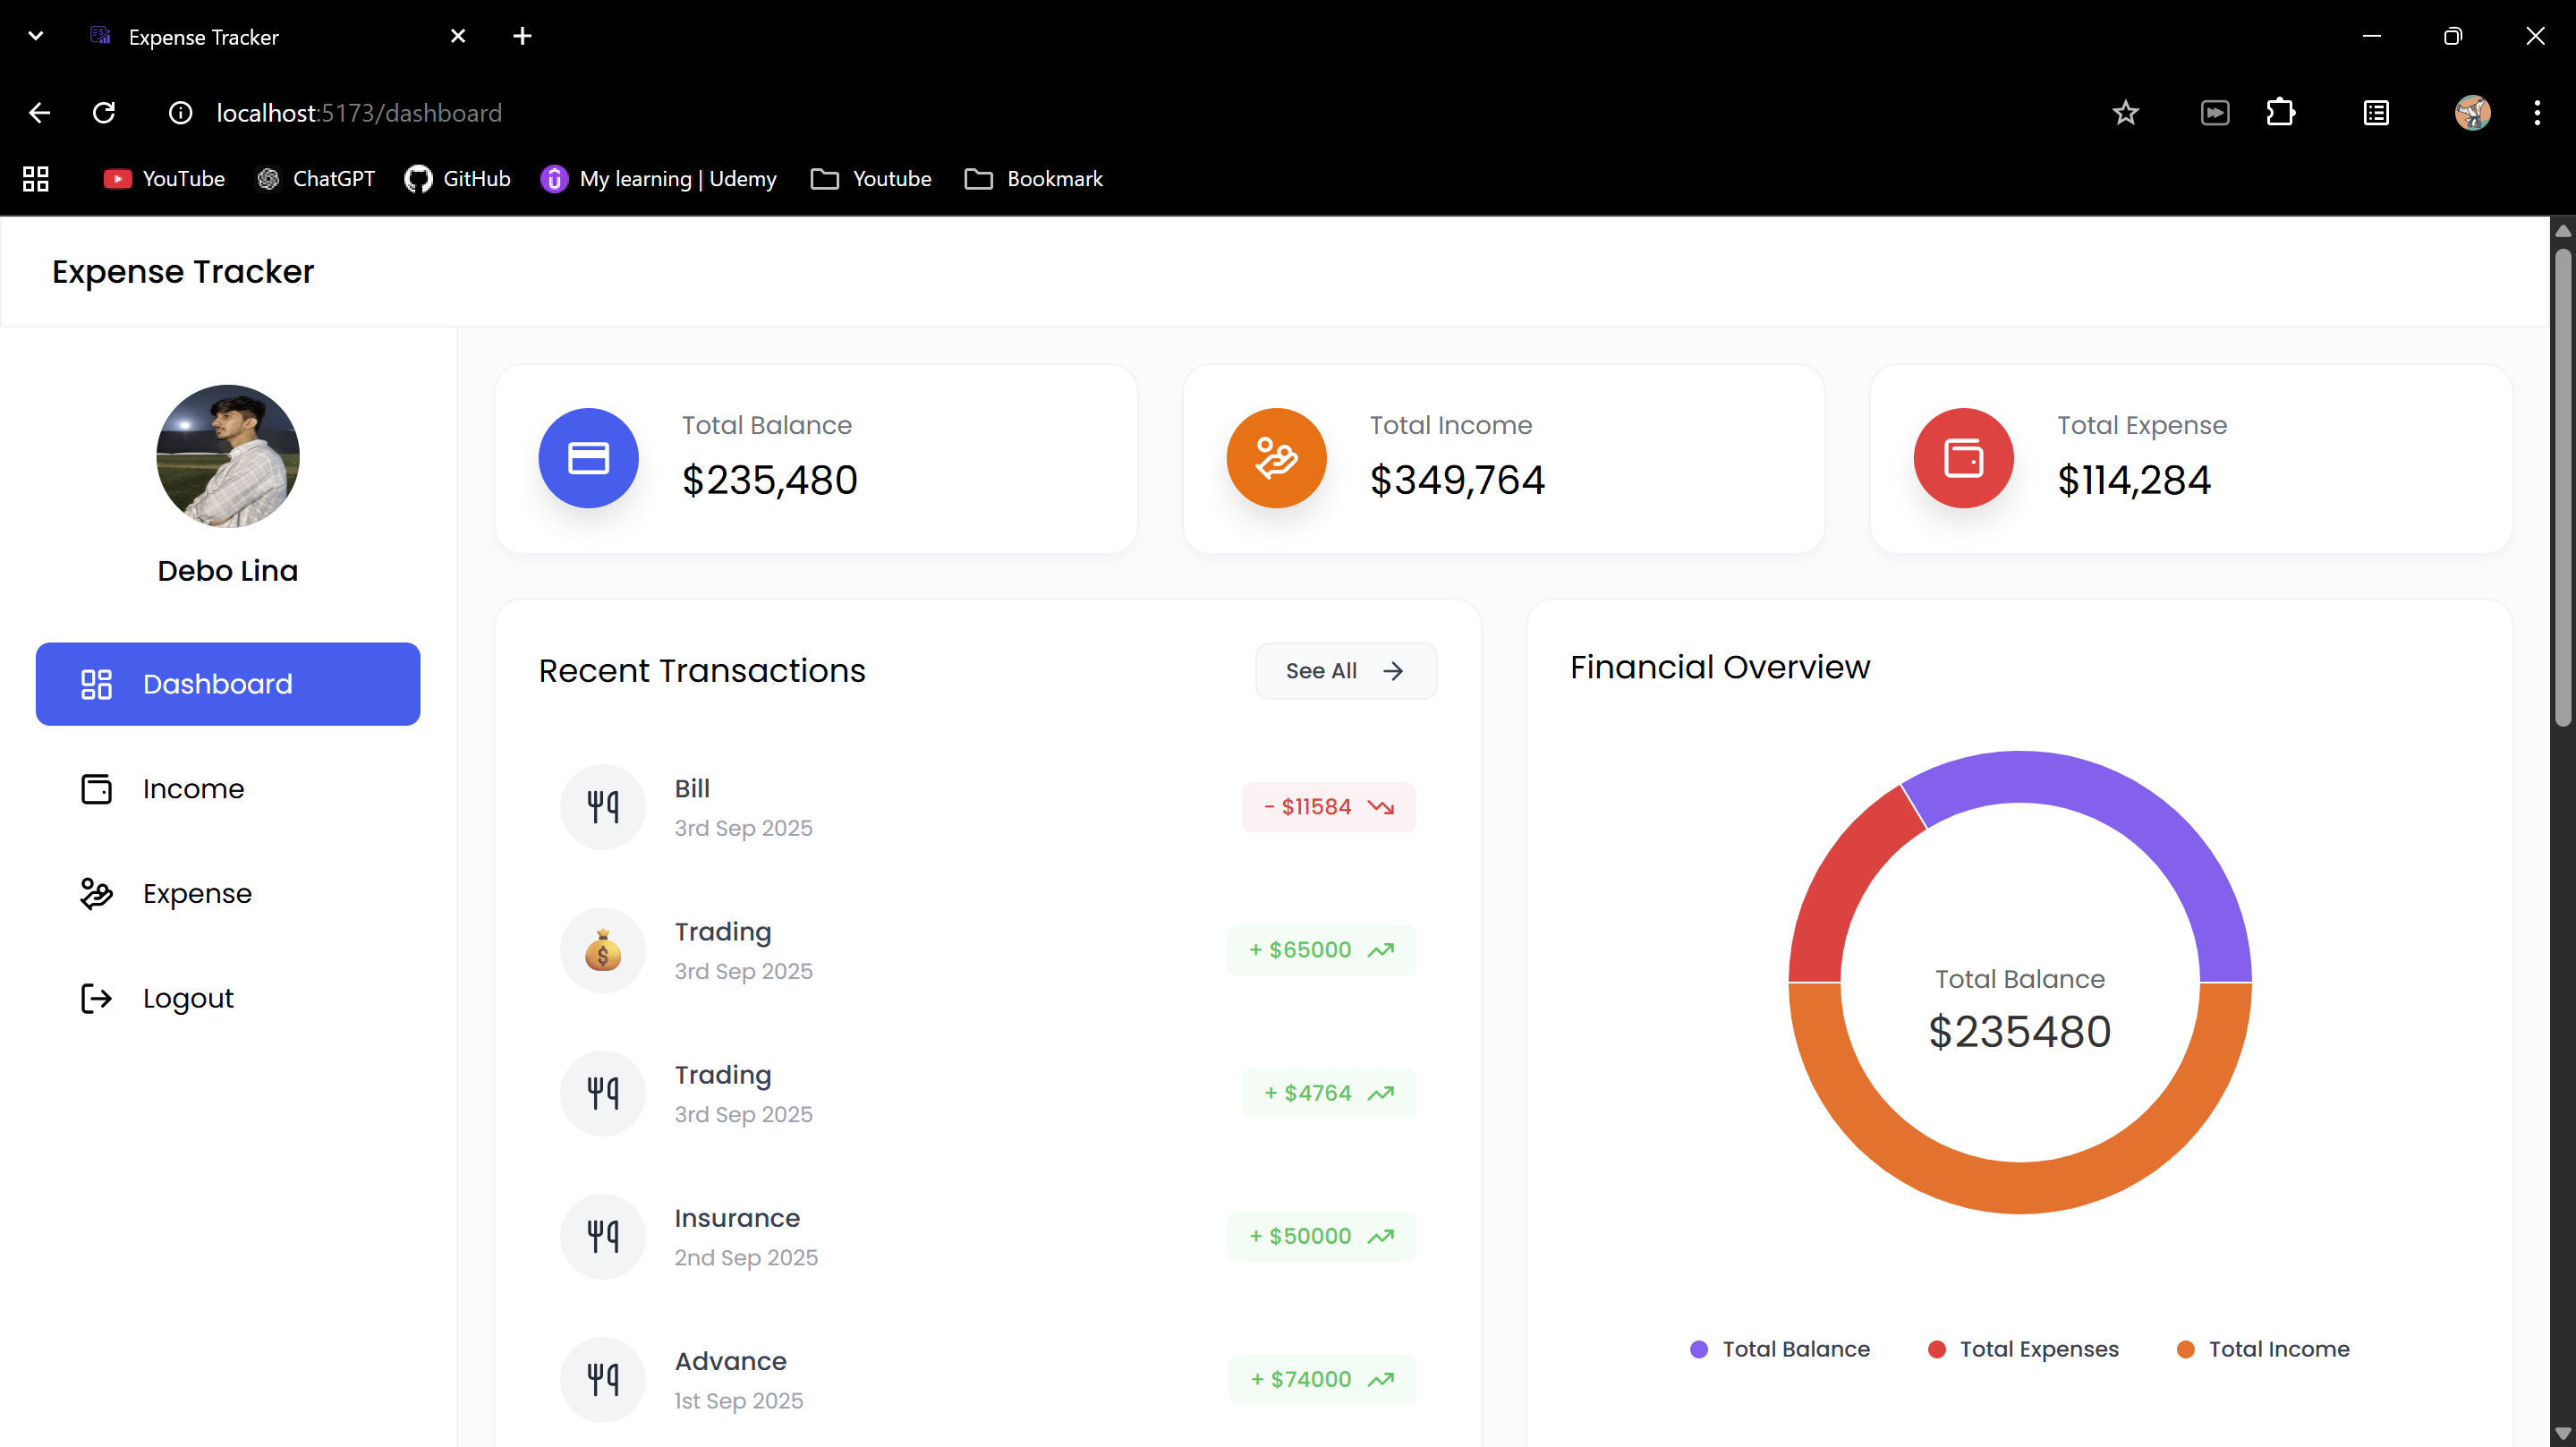 Expense Tracker
localhost:5173/dashboard
YouTube
ChatGPT
GitHub
My learning | Udemy
Youtube
Bookmark
Expense Tracker
Debo Lina
Dashboard
Income
Expense
Logout
Total Balance
$235,480
Total Income
$349,764
Total Expense
$114,284
Recent Transactions
See All
Bill
3rd Sep 2025
- $11584
Trading
3rd Sep 2025
+ $65000
Trading
3rd Sep 2025
+ $4764
Insurance
2nd Sep 2025
+ $50000
Advance
1st Sep 2025
+ $74000
Financial Overview
Total Balance
$235480
Total Balance
Total Expenses
Total Income